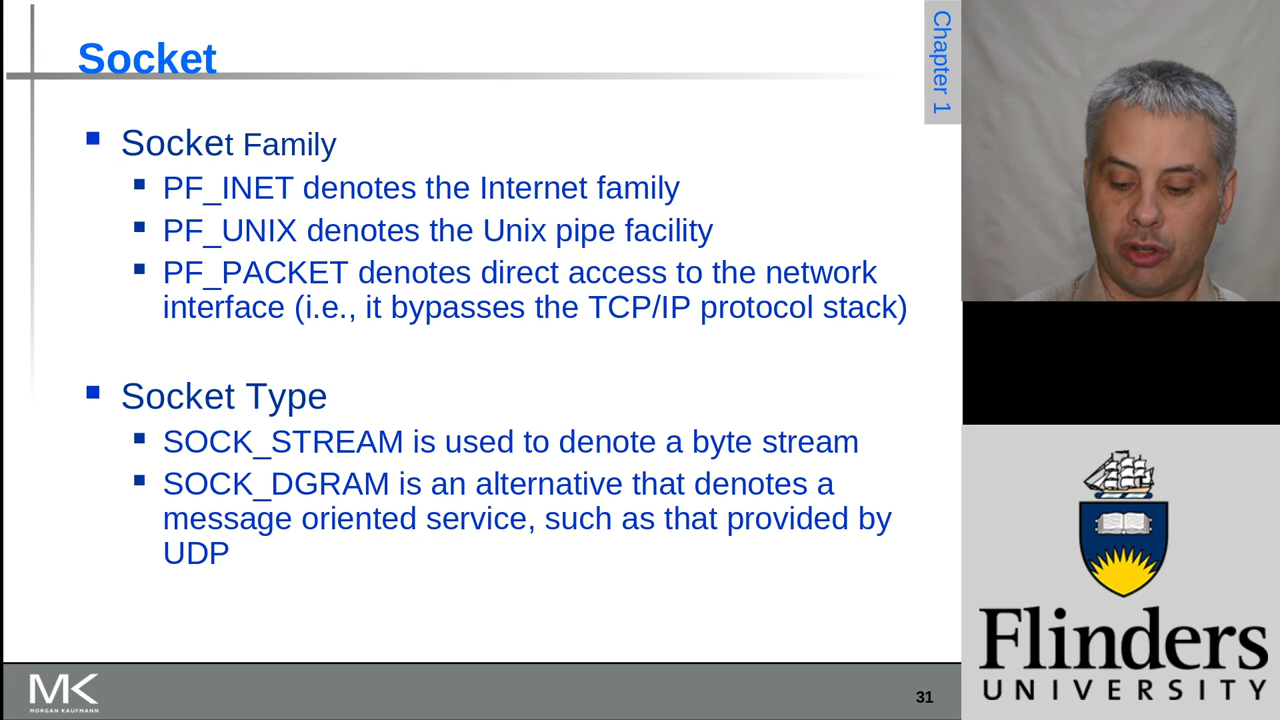 Socket
Chapter 1
Socket Family
PF_INET denotes the Internet family
PF_UNIX denotes the Unix pipe facility
PF_PACKET denotes direct access to the network
interface (i.e., it bypasses the TCP/IP protocol stack)
Socket Type
SOCK_STREAM is used to denote a byte stream
SOCK_DGRAM is an alternative that denotes a
message oriented service, such as that provided by
UDP
MK
MORGAN KAUFMANN
31
Flinders
UNIVERSITY